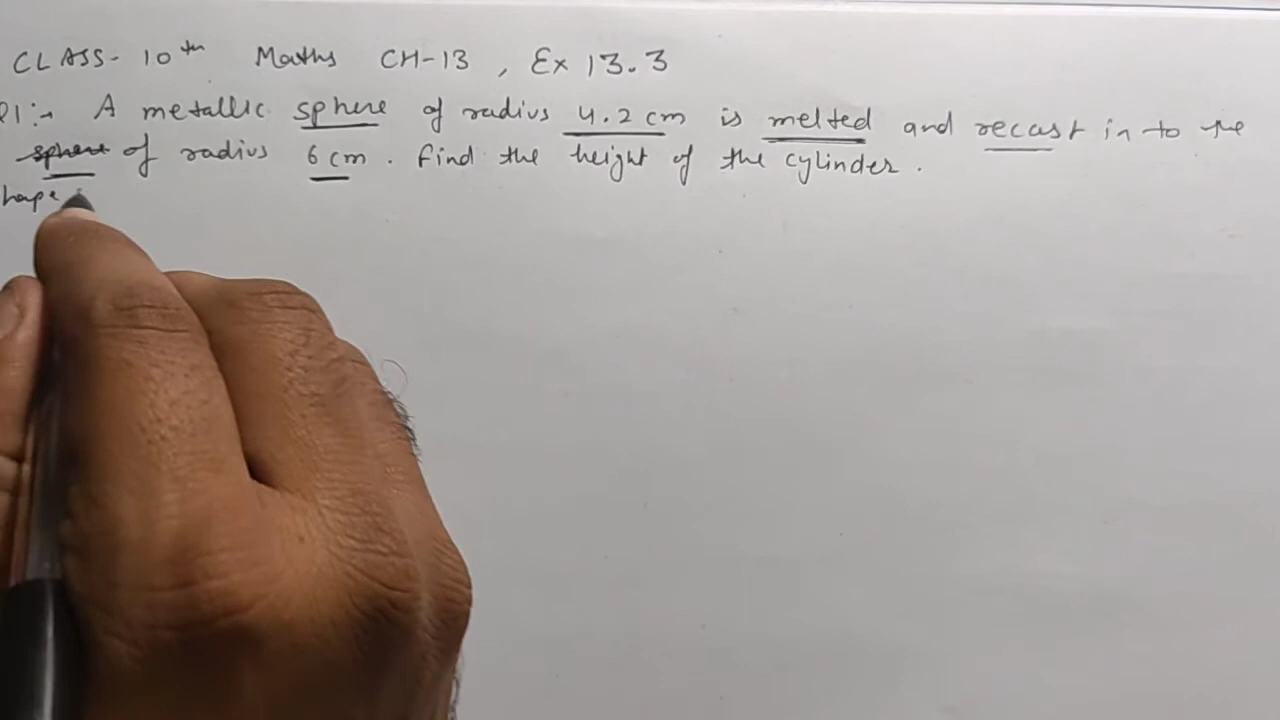 CLASS- 10th Maths CH-13, Ex 13.3
Q1:→ A metallic sphere of radius 4.2 cm is melted and recast in to the
sphere of radius 6 cm. Find the height of the cylinder.
hape